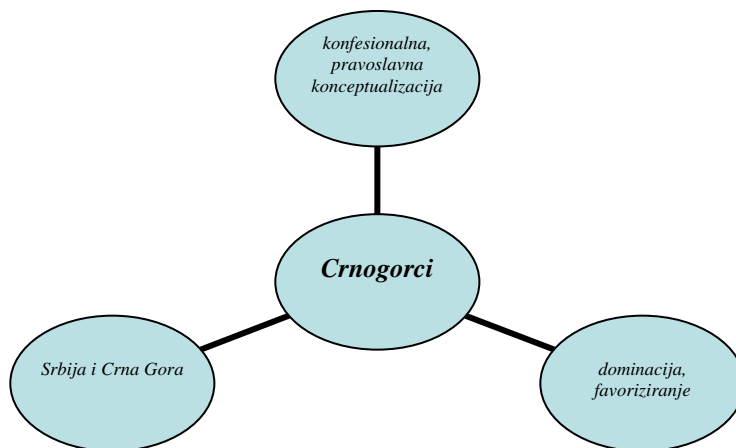 konfesionalna,
pravoslavna
konceptualizacija
Crnogorci
Srbija i Crna Gora
dominacija,
favoriziranje